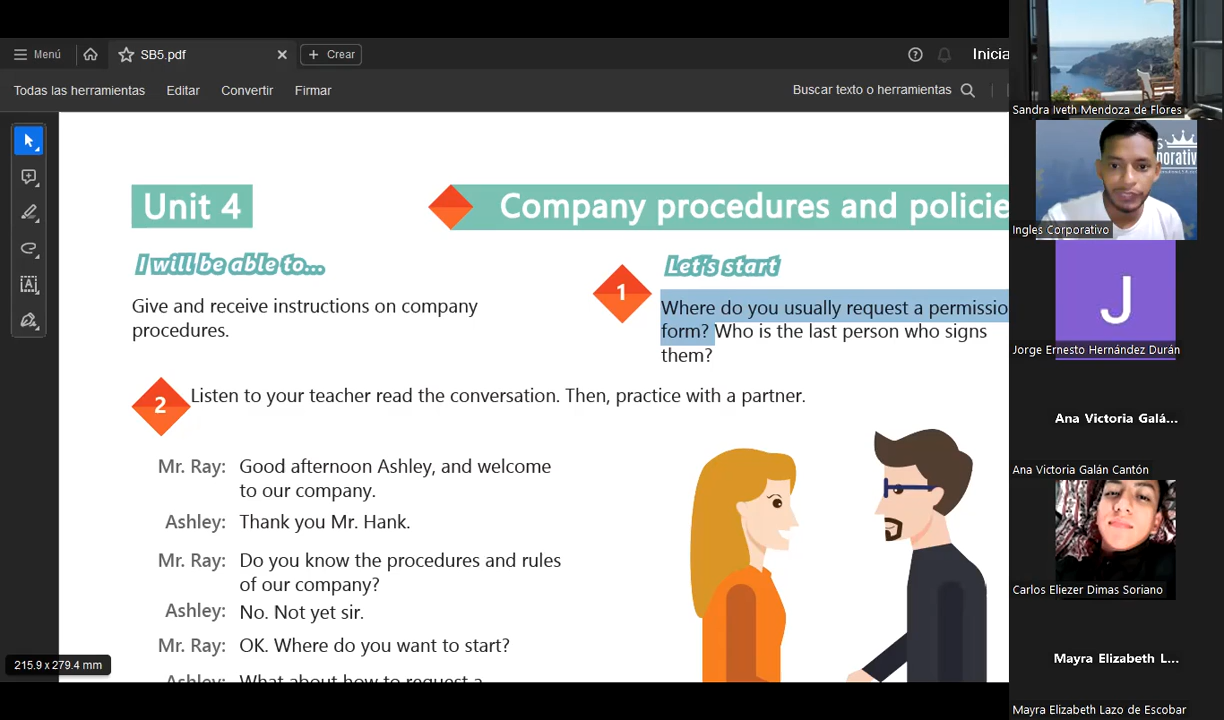 Menú
SB5.pdf
Crear
Inicia
Todas las herramientas
Editar
Convertir
Firmar
Buscar texto o herramientas
Unit 4
Company procedures and policie
I will be able to...
Give and receive instructions on company
procedures.
Let's start
1
Where do you usually request a permissio
form? Who is the last person who signs
them?
2
Listen to your teacher read the conversation. Then, practice with a partner.
Mr. Ray: Good afternoon Ashley, and welcome
to our company.
Ashley: Thank you Mr. Hank.
Mr. Ray: Do you know the procedures and rules
of our company?
Ashley: No. Not yet sir.
Mr. Ray: OK. Where do you want to start?
Ashley: What about how to request a
215.9 x 279.4 mm
Sandra Iveth Mendoza de Flores
Ingles Corporativo
J
Jorge Ernesto Hernández Durán
Ana Victoria Galá...
Ana Victoria Galán Cantón
Carlos Eliezer Dimas Soriano
Mayra Elizabeth L...
Mayra Elizabeth Lazo de Escobar